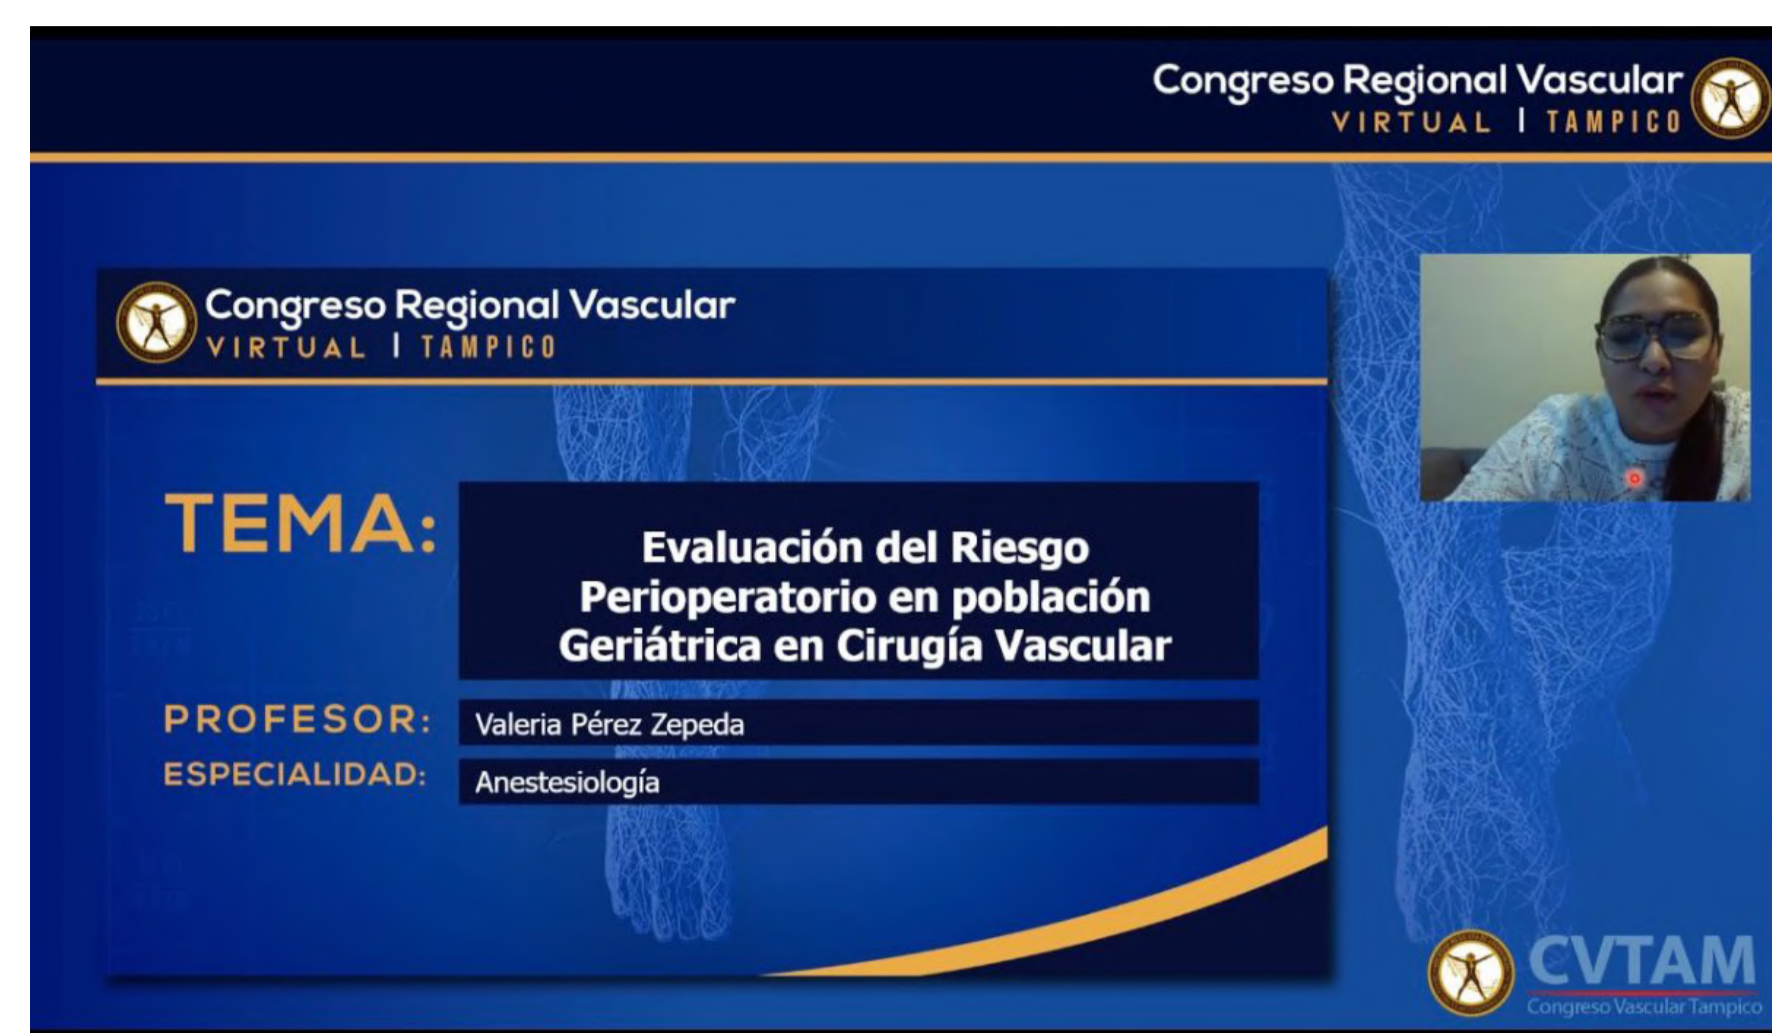 Congreso Regional Vascular
VIRTUAL | TAMPICO
Congreso Regional Vascular
VIRTUAL | TAMPICO
TEMA:
Evaluación del Riesgo
Perioperatorio en población
Geriátrica en Cirugía Vascular
PROFESOR:
Valeria Pérez Zepeda
ESPECIALIDAD:
Anestesiología
CVTAM
Congreso Vascular Tampico